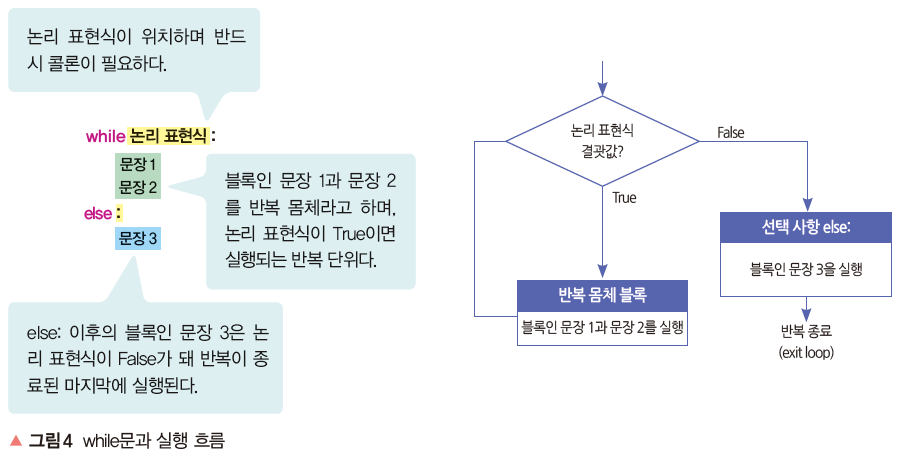 논리 표현식이 위치하며 반드
시 콜론이 필요하다.
while 논리 표현식 :
문장 1
문장 2
else :
문장 3
블록인 문장 1과 문장 2
를 반복 몸체라고 하며,
논리 표현식이 True이면
실행되는 반복 단위다.
else: 이후의 블록인 문장 3은 논
리 표현식이 False가 돼 반복이 종
료된 마지막에 실행된다.
논리 표현식
결괏값?
False
True
선택 사항 else:
블록인 문장 3을 실행
반복 몸체 블록
블록인 문장 1과 문장 2를 실행
반복 종료
(exit loop)
▲ 그림 4 while문과 실행 흐름